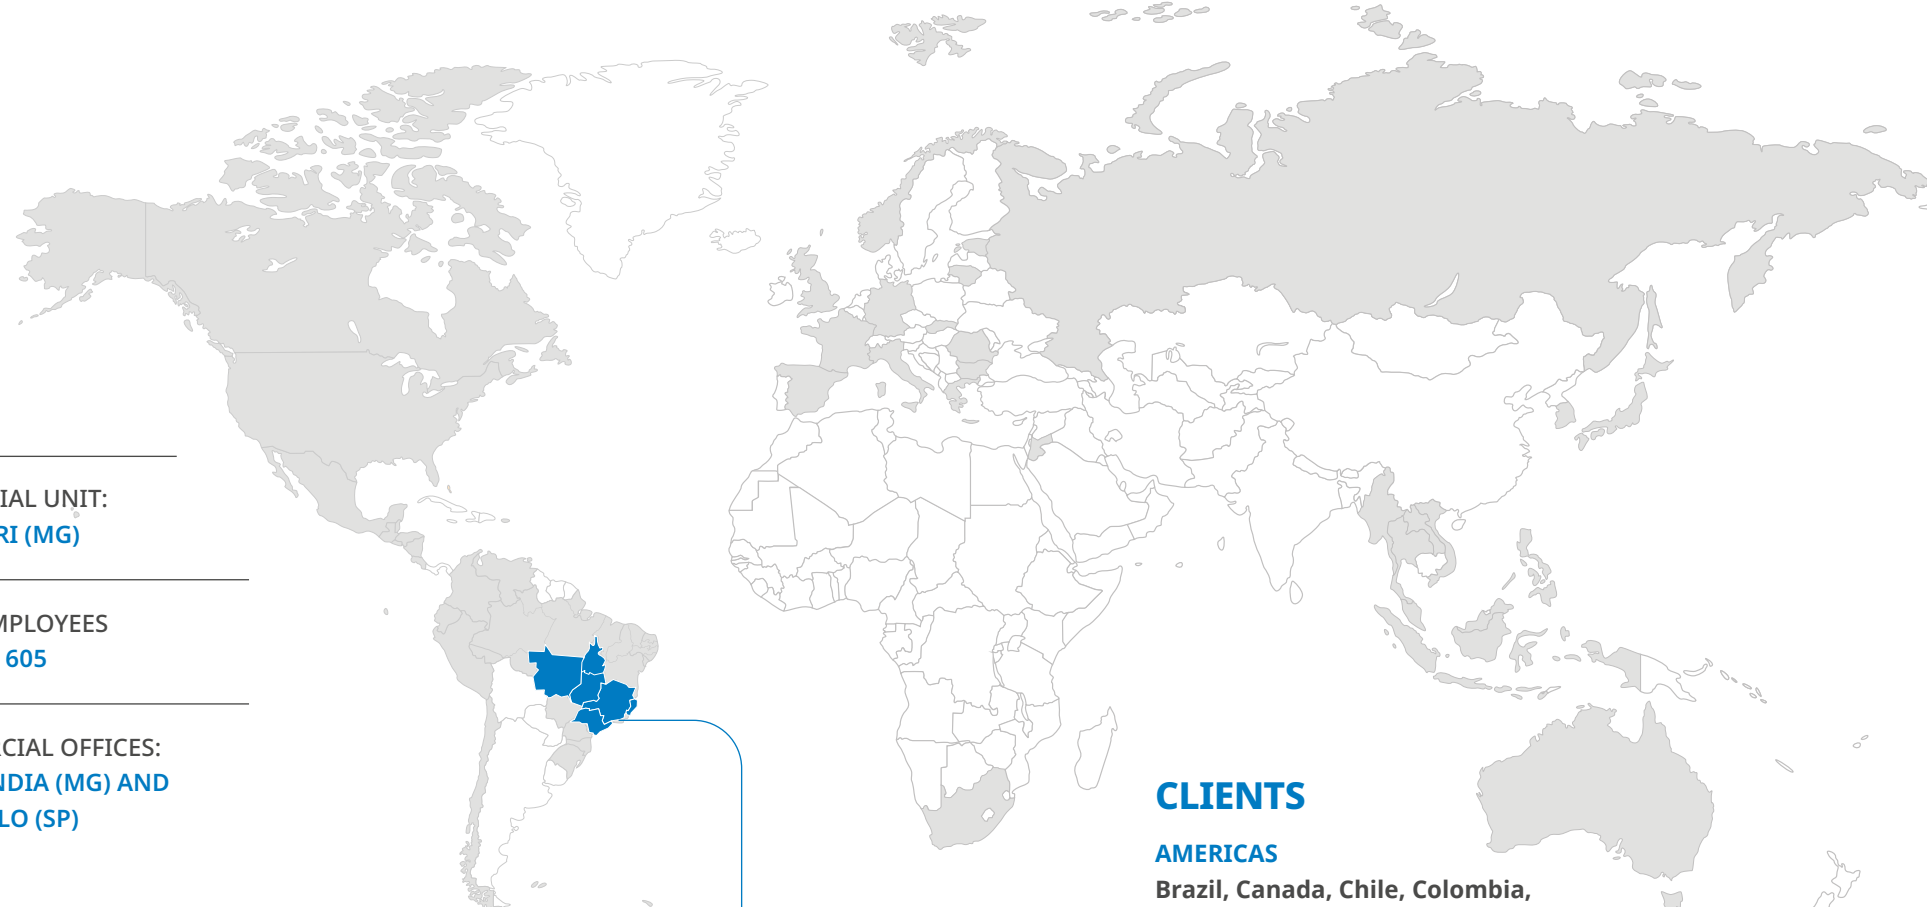 IAL UNIT:
RI (MG)
MPLOYEES
605
CIAL OFFICES:
NDIA (MG) AND
LO (SP)
CLIENTS
AMERICAS
Brazil, Canada, Chile, Colombia,